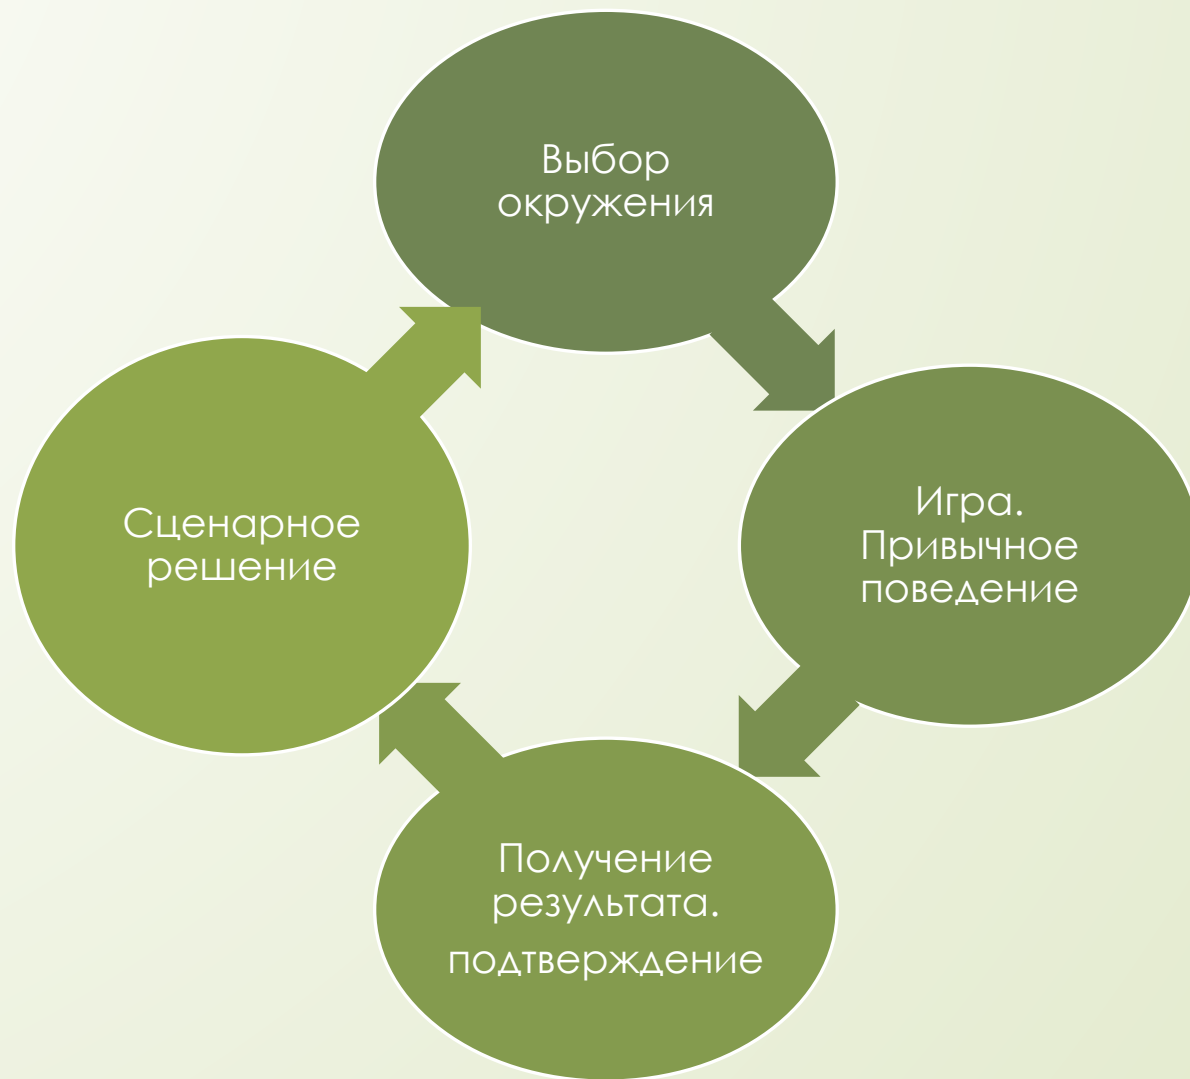 Выбор
окружения
Игра.
Привычное
поведение
Сценарное
решение
Получение
результата.
подтверждение